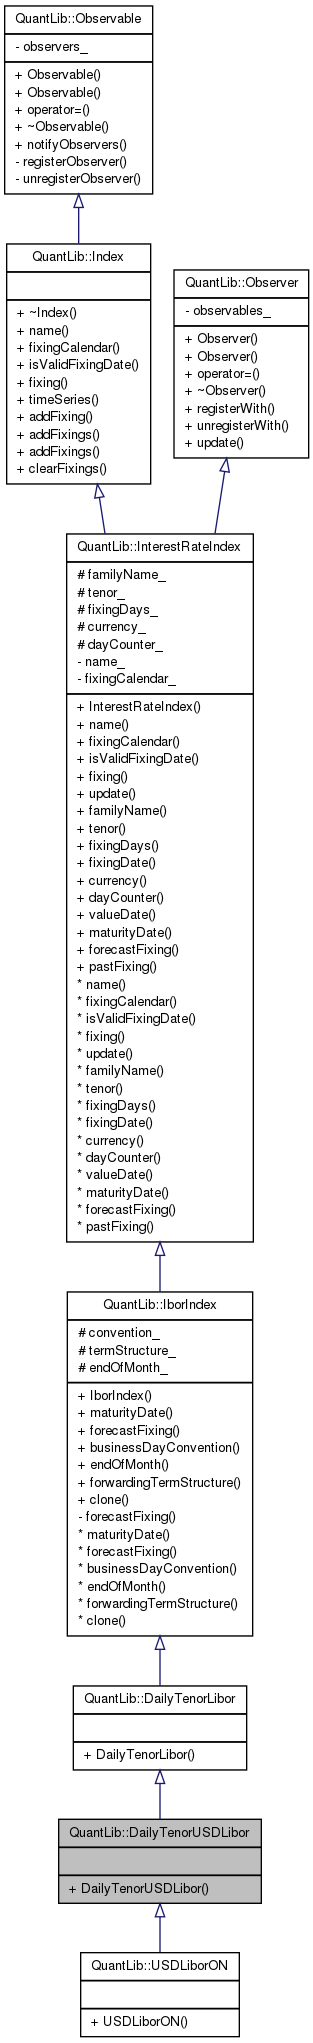 QuantLib::Observable
- observers_
+ Observable()
+ Observable()
+ operator=()
+ ~Observable()
+ notifyObservers()
- registerObserver()
- unregisterObserver()
QuantLib::Index
+ ~Index()
+ name()
+ fixingCalendar()
+ isValidFixingDate()
+ fixing()
+ timeSeries()
+ addFixing()
+ addFixings()
+ addFixings()
+ clearFixings()
QuantLib::Observer
- observables_
+ Observer()
+ Observer()
+ operator=()
+ ~Observer()
+ registerWith()
+ unregisterWith()
+ update()
QuantLib::InterestRateIndex
# familyName_
# tenor_
# fixingDays_
# currency_
# dayCounter_
- name_
- fixingCalendar_
+ InterestRateIndex()
+ name()
+ fixingCalendar()
+ isValidFixingDate()
+ fixing()
+ update()
+ familyName()
+ tenor()
+ fixingDays()
+ fixingDate()
+ currency()
+ dayCounter()
+ valueDate()
+ maturityDate()
+ forecastFixing()
+ pastFixing()
* name()
* fixingCalendar()
* isValidFixingDate()
* fixing()
* update()
* familyName()
* tenor()
* fixingDays()
* fixingDate()
* currency()
* dayCounter()
* valueDate()
* maturityDate()
* forecastFixing()
* pastFixing()
QuantLib::IborIndex
# convention_
# termStructure_
# endOfMonth_
+ IborIndex()
+ maturityDate()
+ forecastFixing()
+ businessDayConvention()
+ endOfMonth()
+ forwardingTermStructure()
+ clone()
- forecastFixing()
* maturityDate()
* forecastFixing()
* businessDayConvention()
* endOfMonth()
* forwardingTermStructure()
* clone()
QuantLib::DailyTenorLibor
+ DailyTenorLibor()
QuantLib::DailyTenorUSDLibor
+ DailyTenorUSDLibor()
QuantLib::USDLiborON
+ USDLiborON()